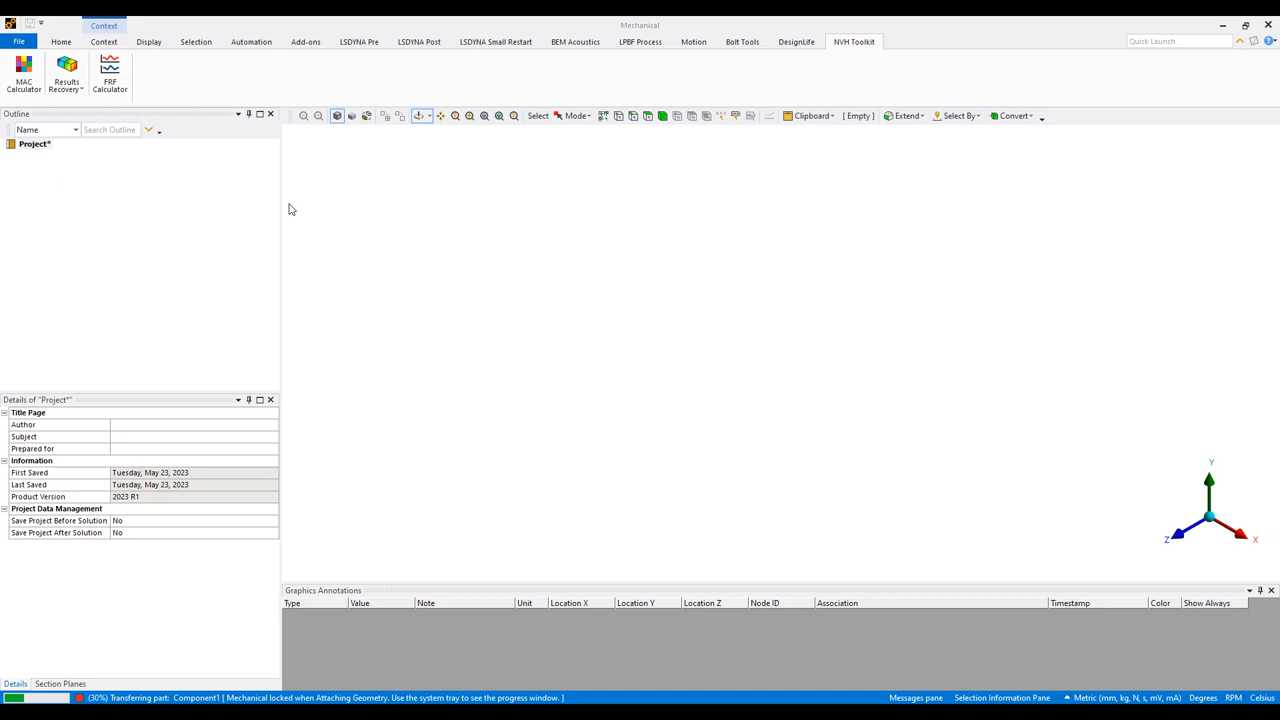 Context
Mechanical
File Home Context Display Selection Automation Add-ons LSDYNA Pre LSDYNA Post LSDYNA Small Restart BEM Acoustics LPBF Process Motion Bolt Tools DesignLife NVH Toolkit Quick Launch
MAC Calculator
Results Recovery
FRF Calculator
Outline
Select Mode Clipboard [ Empty ] Extend Select By Convert
Name Search Outline
Project*
Details of "Project*"
Title Page
Author
Subject
Prepared for
Information
First Saved Tuesday, May 23, 2023
Last Saved Tuesday, May 23, 2023
Product Version 2023 R1
Project Data Management
Save Project Before Solution No
Save Project After Solution No
Y
Z
X
Graphics Annotations
Type Value Note Unit Location X Location Y Location Z Node ID Association Timestamp Color Show Always
Details Section Planes
(30%) Transferring part: Component1 [ Mechanical locked when Attaching Geometry. Use the system tray to see the progress window. ] Messages pane Selection Information Pane Metric (mm, kg, N, s, mV, mA) Degrees RPM Celsius